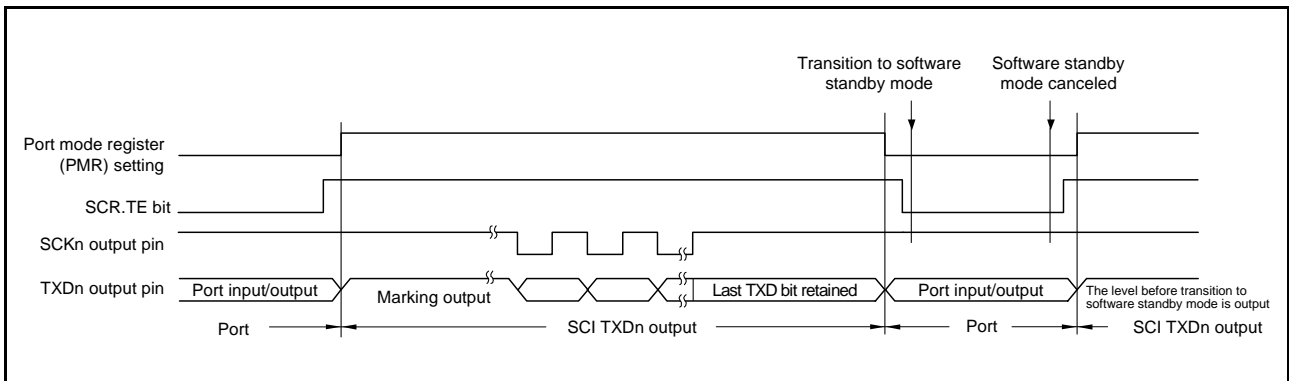 Transition to software
standby mode
Software standby
mode canceled
Port mode register
(PMR) setting
SCR.TE bit
SCKn output pin
TXDn output pin
Port input/output
Marking output
Last TXD bit retained
Port input/output
The level before transition to
software standby mode is output
Port
SCI TXDn output
Port
SCI TXDn output